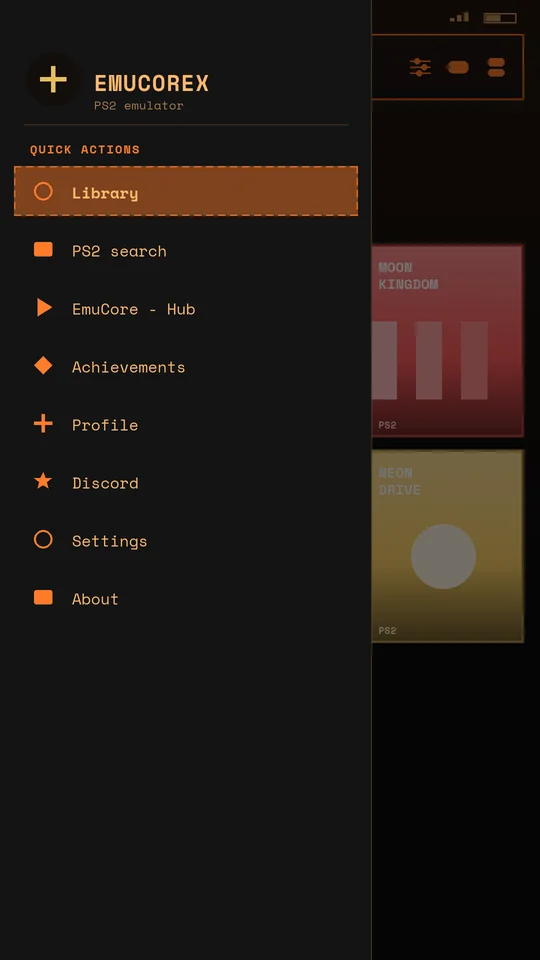 EMUCOREX
PS2 emulator
QUICK ACTIONS
Library
PS2 search
EmuCore - Hub
Achievements
Profile
Discord
Settings
About
MOON
KINGDOM
PS2
NEON
DRIVE
PS2